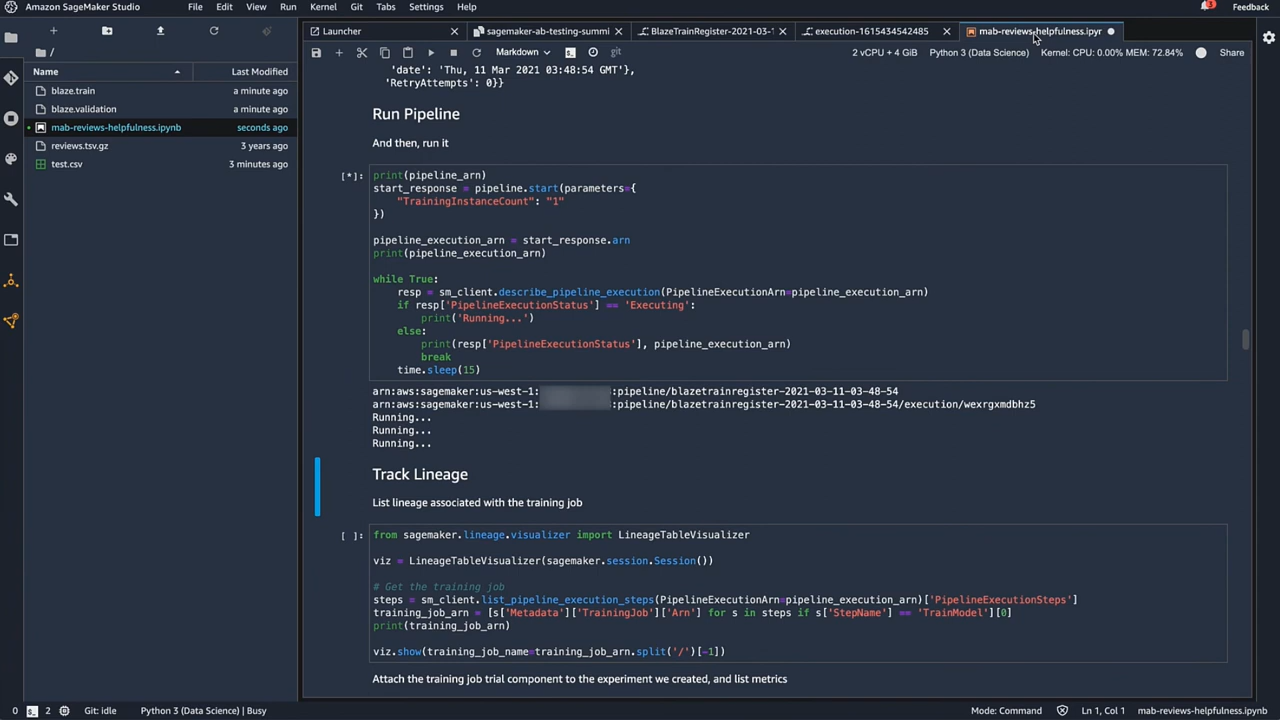 Amazon SageMaker Studio
File Edit View Run Kernel Git Tabs Settings Help
Feedback
Launcher
sagemaker-ab-testing-summi
BlazeTrainRegister-2021-03-1
execution-1615434542485
mab-reviews-helpfulness.ipyr
Markdown
git
2 vCPU + 4 GiB
Python 3 (Data Science)
Kernel: CPU: 0.00% MEM: 72.84%
Share
/
Name
Last Modified
blaze.train a minute ago
blaze.validation a minute ago
mab-reviews-helpfulness.ipynb seconds ago
reviews.tsv.gz 3 years ago
test.csv 3 minutes ago
'date': 'Thu, 11 Mar 2021 03:48:54 GMT'},
'RetryAttempts': 0}}
Run Pipeline
And then, run it
[*]:
print(pipeline_arn)
start_response = pipeline.start(parameters={
"TrainingInstanceCount": "1"
})
pipeline_execution_arn = start_response.arn
print(pipeline_execution_arn)
while True:
resp = sm_client.describe_pipeline_execution(PipelineExecutionArn=pipeline_execution_arn)
if resp['PipelineExecutionStatus'] == 'Executing':
print('Running...')
else:
print(resp['PipelineExecutionStatus'], pipeline_execution_arn)
break
time.sleep(15)
arn:aws:sagemaker:us-west-1: :pipeline/blazetrainregister-2021-03-11-03-48-54
arn:aws:sagemaker:us-west-1: :pipeline/blazetrainregister-2021-03-11-03-48-54/execution/wexrgxmdbhz5
Running...
Running...
Running...
Track Lineage
List lineage associated with the training job
[ ]:
from sagemaker.lineage.visualizer import LineageTableVisualizer
viz = LineageTableVisualizer(sagemaker.session.Session())
# Get the training job
steps = sm_client.list_pipeline_execution_steps(PipelineExecutionArn=pipeline_execution_arn)['PipelineExecutionSteps']
training_job_arn = [s['Metadata']['TrainingJob']['Arn'] for s in steps if s['StepName'] == 'TrainModel'][0]
print(training_job_arn)
viz.show(training_job_name=training_job_arn.split('/')[-1])
Attach the training job trial component to the experiment we created, and list metrics
0
2
Git: idle
Python 3 (Data Science) | Busy
Mode: Command
Ln 1, Col 1
mab-reviews-helpfulness.ipynb